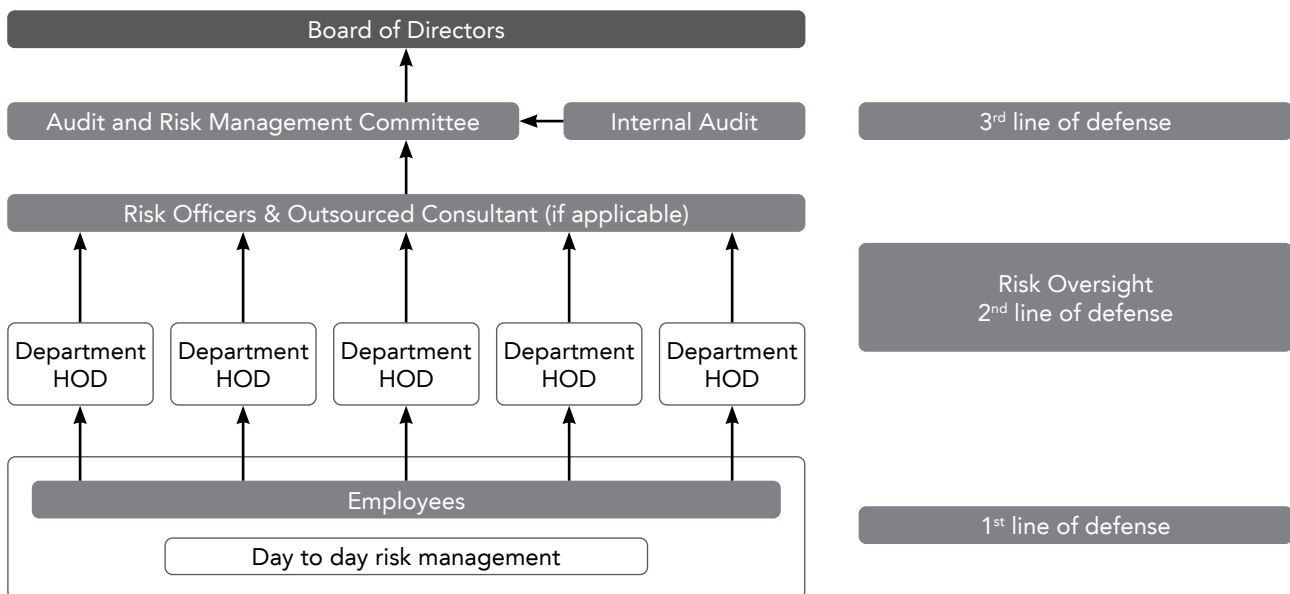 Board of Directors
Audit and Risk Management Committee
Internal Audit
3rd line of defense
Risk Officers & Outsourced Consultant (if applicable)
Risk Oversight
2nd line of defense
Department
HOD
Department
HOD
Department
HOD
Department
HOD
Department
HOD
Employees
1st line of defense
Day to day risk management